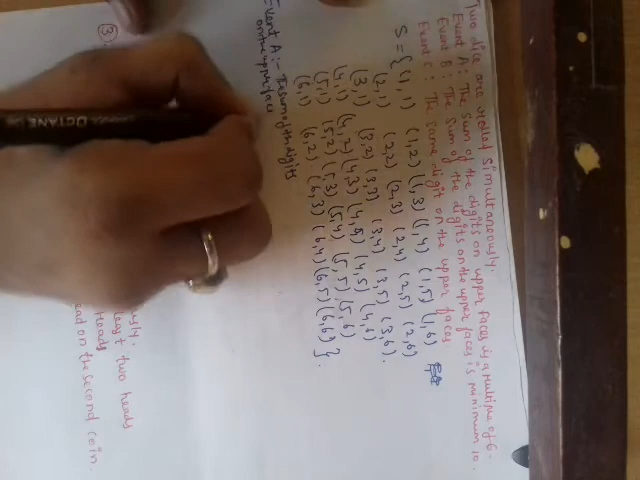 Two dice are rolled simultaneously.
Event A: The sum of the digits on upper faces is a multiple of 6.
Event B: The sum of the digits on the upper faces is minimum 10.
Event C: The same digit on the upper faces
S = {(1, 1) (1, 2) (1, 3) (1, 4) (1, 5) (1, 6)
(2, 1) (2, 2) (2, 3) (2, 4) (2, 5) (2, 6)
(3, 1) (3, 2) (3, 3) (3, 4) (3, 5) (3, 6).
(4, 1) (4, 2) (4, 3) (4, 4) (4, 5) (4, 6)
(5, 1) (5, 2) (5, 3) (5, 4) (5, 5) (5, 6)
(6, 1) (6, 2) (6, 3) (6, 4) (6, 5) (6, 6) }.
Event A :- The sum of the digits
on the upper faces
OCTANE
3
least two heads
Heads
head on the second coin.